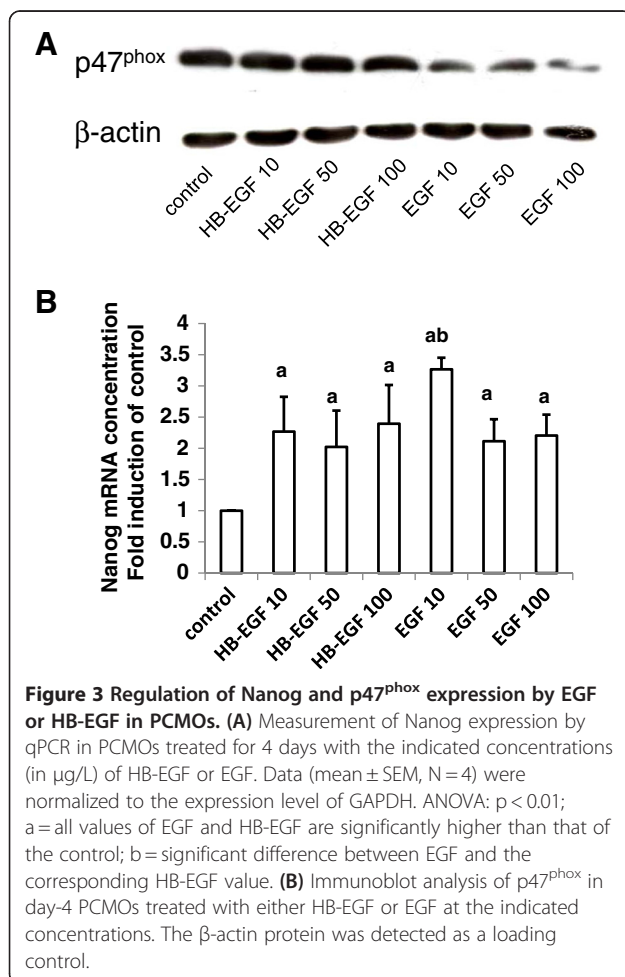 A
p47phox
β-actin
control
HB-EGF 10
HB-EGF 50
HB-EGF 100
EGF 10
EGF 50
EGF 100
B
Nanog mRNA concentration
Fold induction of control
4
3.5
3
2.5
2
1.5
1
0.5
0
a
a
a
ab
a
a
control
HB-EGF 10
HB-EGF 50
HB-EGF 100
EGF 10
EGF 50
EGF 100
Figure 3 Regulation of Nanog and p47phox expression by EGF
or HB-EGF in PCMOs. (A) Measurement of Nanog expression by
qPCR in PCMOs treated for 4 days with the indicated concentrations
(in μg/L) of HB-EGF or EGF. Data (mean ± SEM, N = 4) were
normalized to the expression level of GAPDH. ANOVA: p < 0.01;
a = all values of EGF and HB-EGF are significantly higher than that of
the control; b = significant difference between EGF and the
corresponding HB-EGF value. (B) Immunoblot analysis of p47phox in
day-4 PCMOs treated with either HB-EGF or EGF at the indicated
concentrations. The β-actin protein was detected as a loading
control.